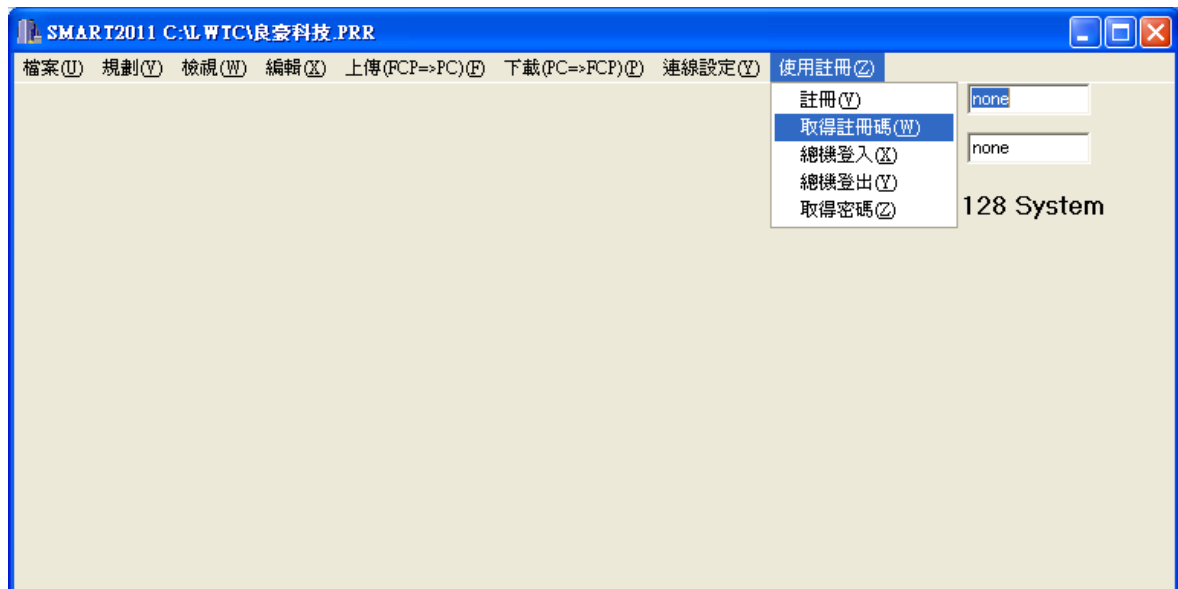 SMART2011 C:\LWTC\良豪科技.PRR
檔案(U) 規劃(V) 檢視(W) 編輯(X) 上傳(FCP=>PC)(F) 下載(PC=>FCP)(P) 連線設定(Y) 使用註冊(Z)
註冊(V)
取得註冊碼(W)
總機登入(X)
總機登出(Y)
取得密碼(Z)
none
none
128 System